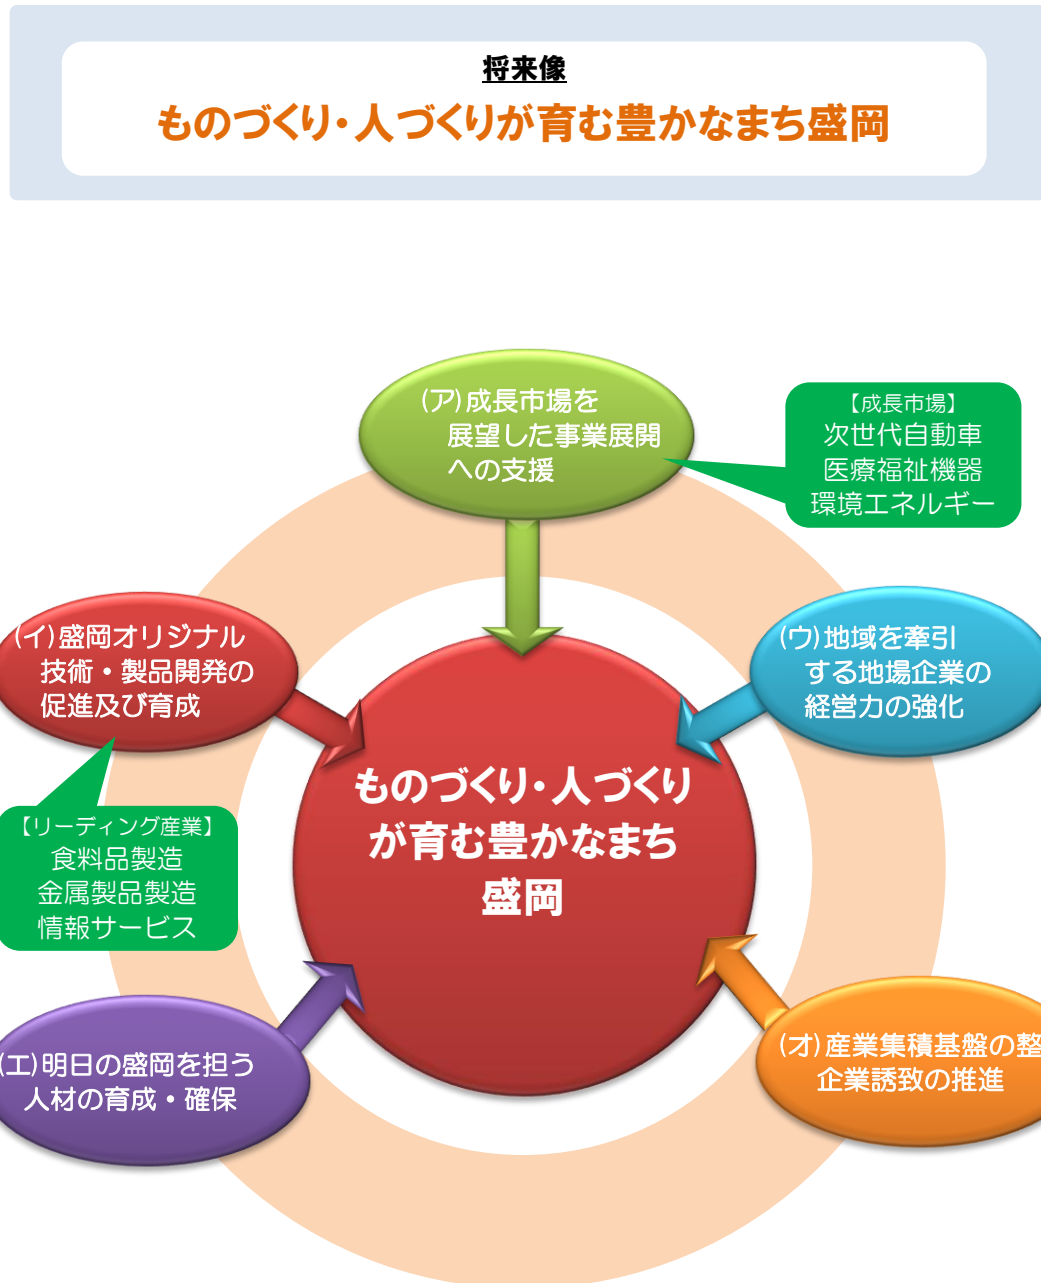 将来像
ものづくり・人づくりが育む豊かなまち盛岡
(ア)成長市場を
展望した事業展開
への支援
【成長市場】
次世代自動車
医療福祉機器
環境エネルギー
(イ)盛岡オリジナル
技術・製品開発の
促進及び育成
(ウ)地域を牽引
する地場企業の
経営力の強化
ものづくり・人づくり
が育む豊かなまち
盛岡
【リーディング産業】
食料品製造
金属製品製造
情報サービス
(エ)明日の盛岡を担う
人材の育成・確保
(オ)産業集積基盤の整
企業誘致の推進